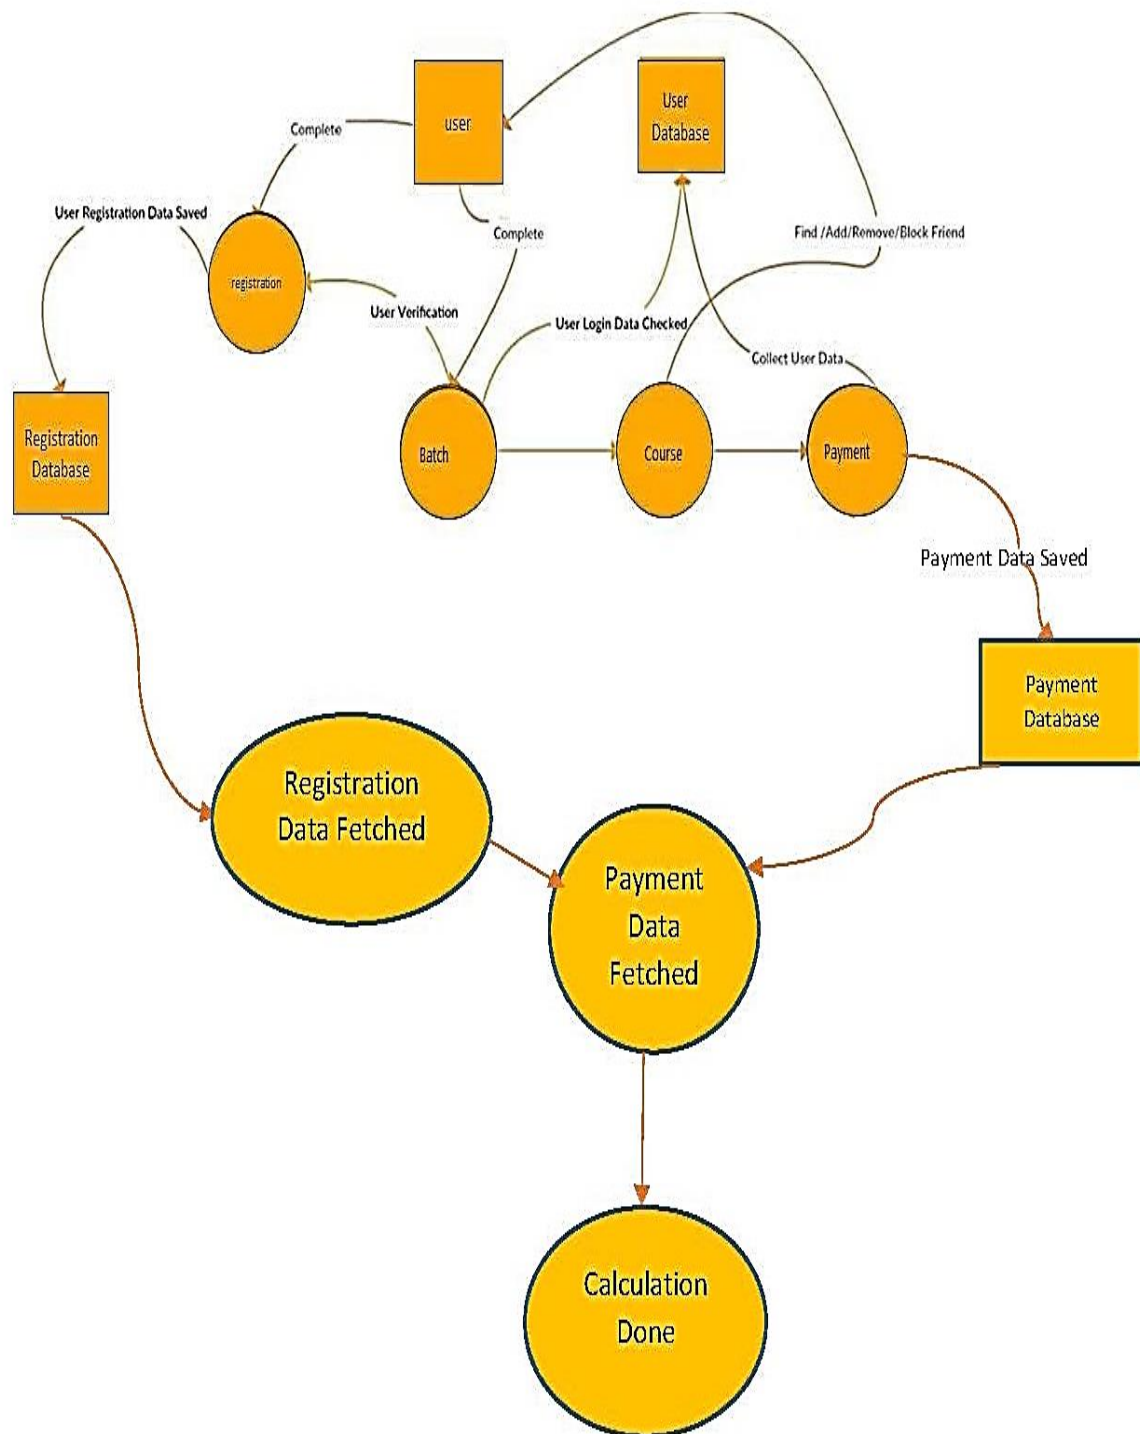 user
User
Database
Complete
User Registration Data Saved
Complete
Find /Add/Remove/Block Friend
registration
User Verification
User Login Data Checked
Collect User Data
Registration
Database
Batch
Course
Payment
Payment Data Saved
Payment
Database
Registration
Data Fetched
Payment
Data
Fetched
Calculation
Done